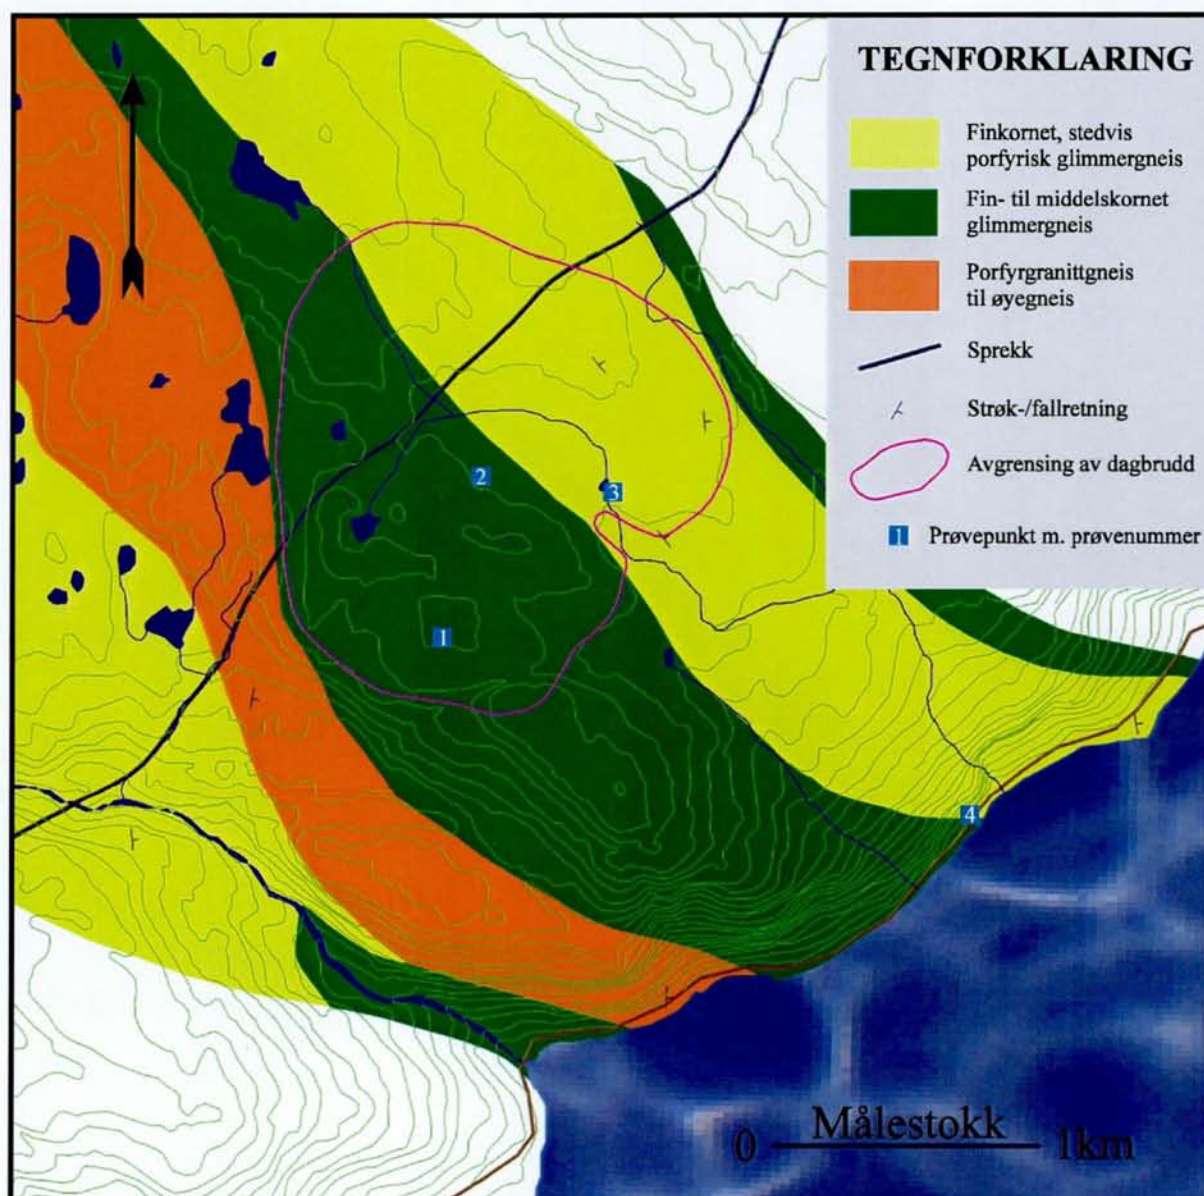 TEGNFORKLARING
Finkornet, stedvis
porfyrisk glimmergneis
Fin- til middelskornet
glimmergneis
Porfyrgranittgneis
til øyegneis
Sprekk
Strøk-/fallretning
Avgrensing av dagbrudd
1 Prøvepunkt m. prøvenummer
2
3
1
4
Målestokk
0 1km